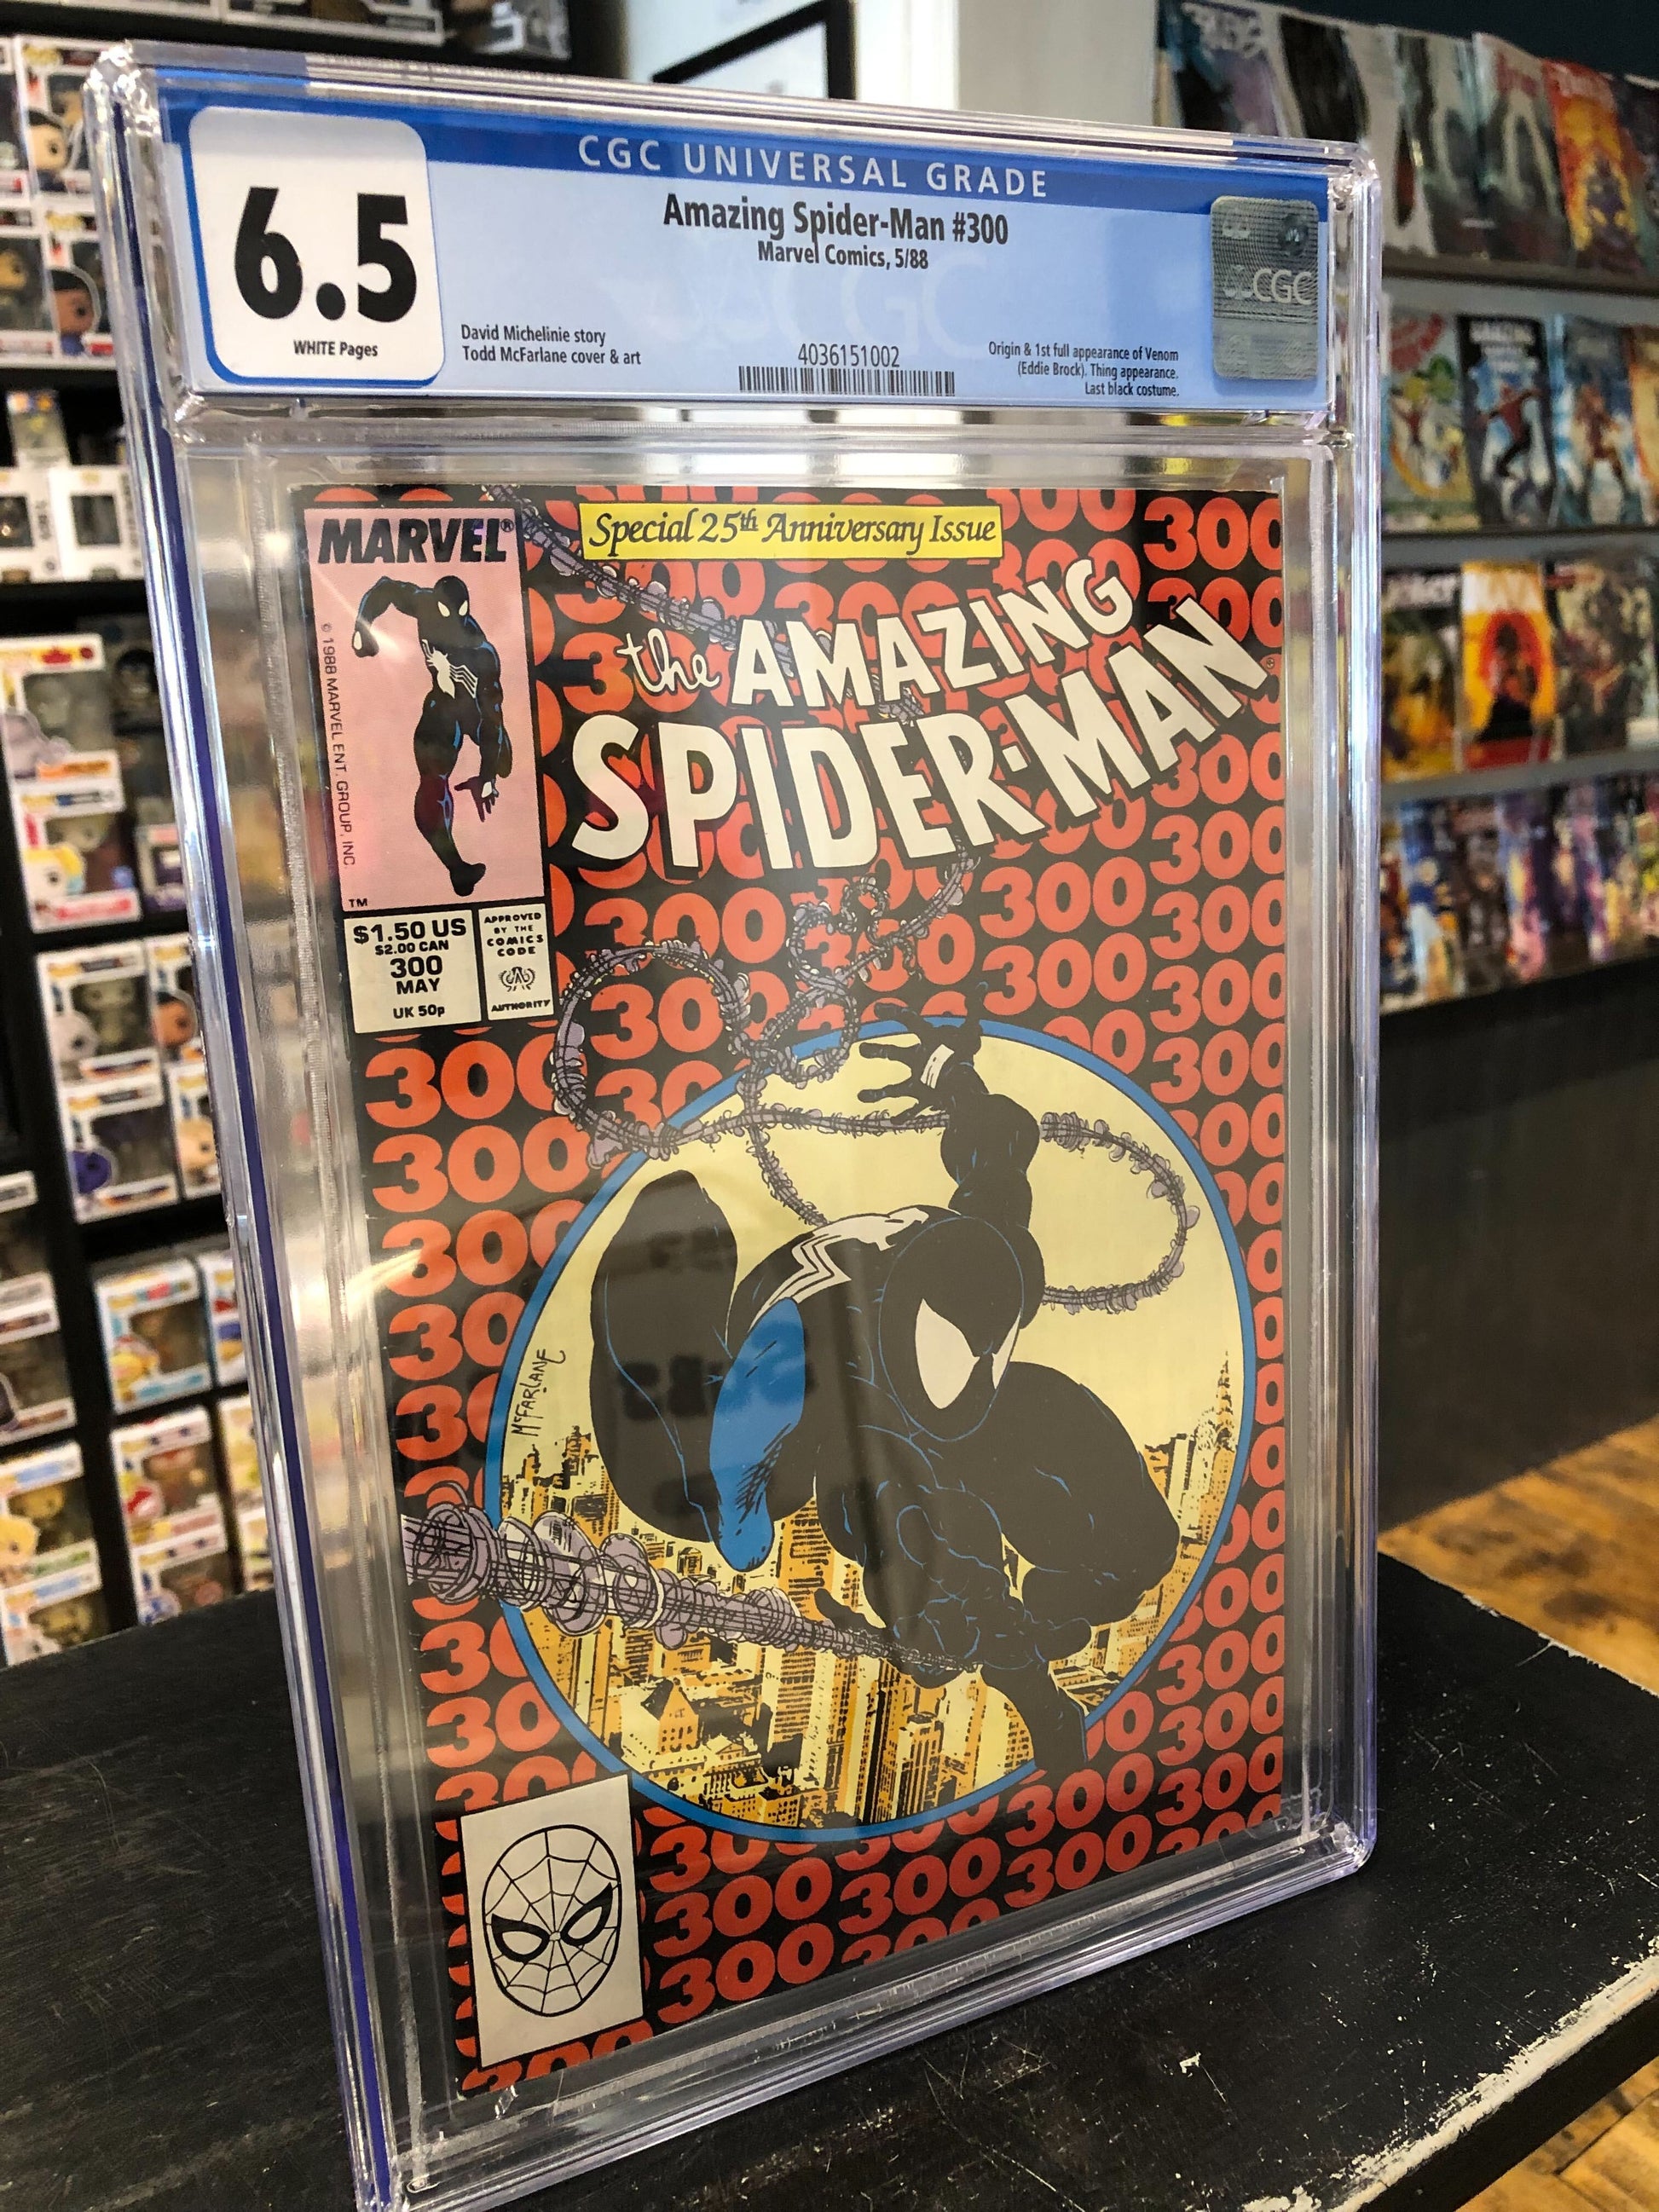 CGC UNIVERSAL GRADE
6.5
WHITE Pages
Amazing Spider-Man #300
Marvel Comics, 5/88
David Michelinie story
Todd McFarlane cover & art
4036151002
Origin & 1st full appearance of Venom
(Eddie Brock). Thing appearance.
Last black costume.
CGC
MARVEL®
Special 25th Anniversary Issue
the AMAZING
SPIDER-MAN®
© 1988 MARVEL ENT. GROUP, INC
TM
$1.50 US
$2.00 CAN
300
MAY
UK 50p
APPROVED
BY THE
COMICS
CODE
CA
AUTHORITY
McFARLANE
300